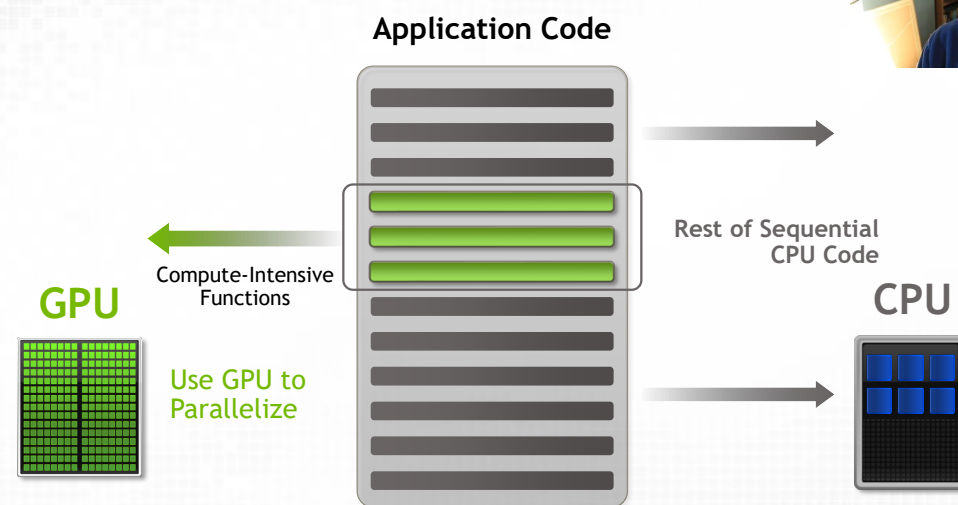 Application Code
Rest of Sequential
CPU Code
Compute-Intensive
Functions
GPU
CPU
Use GPU to
Parallelize